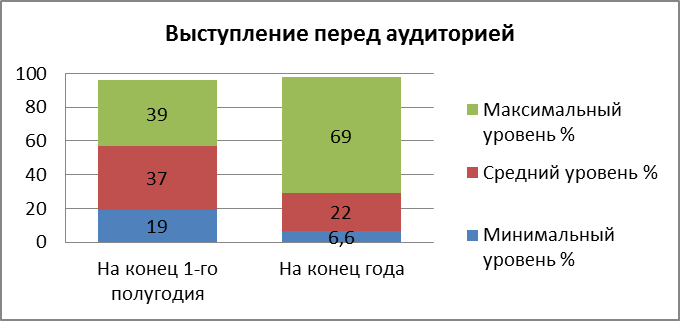 Выступление перед аудиторией
100
80
60
40
20
0
39
37
19
69
22
6,6
На конец 1-го
полугодия
На конец года
Максимальный
уровень %
Средний уровень %
Минимальный
уровень %